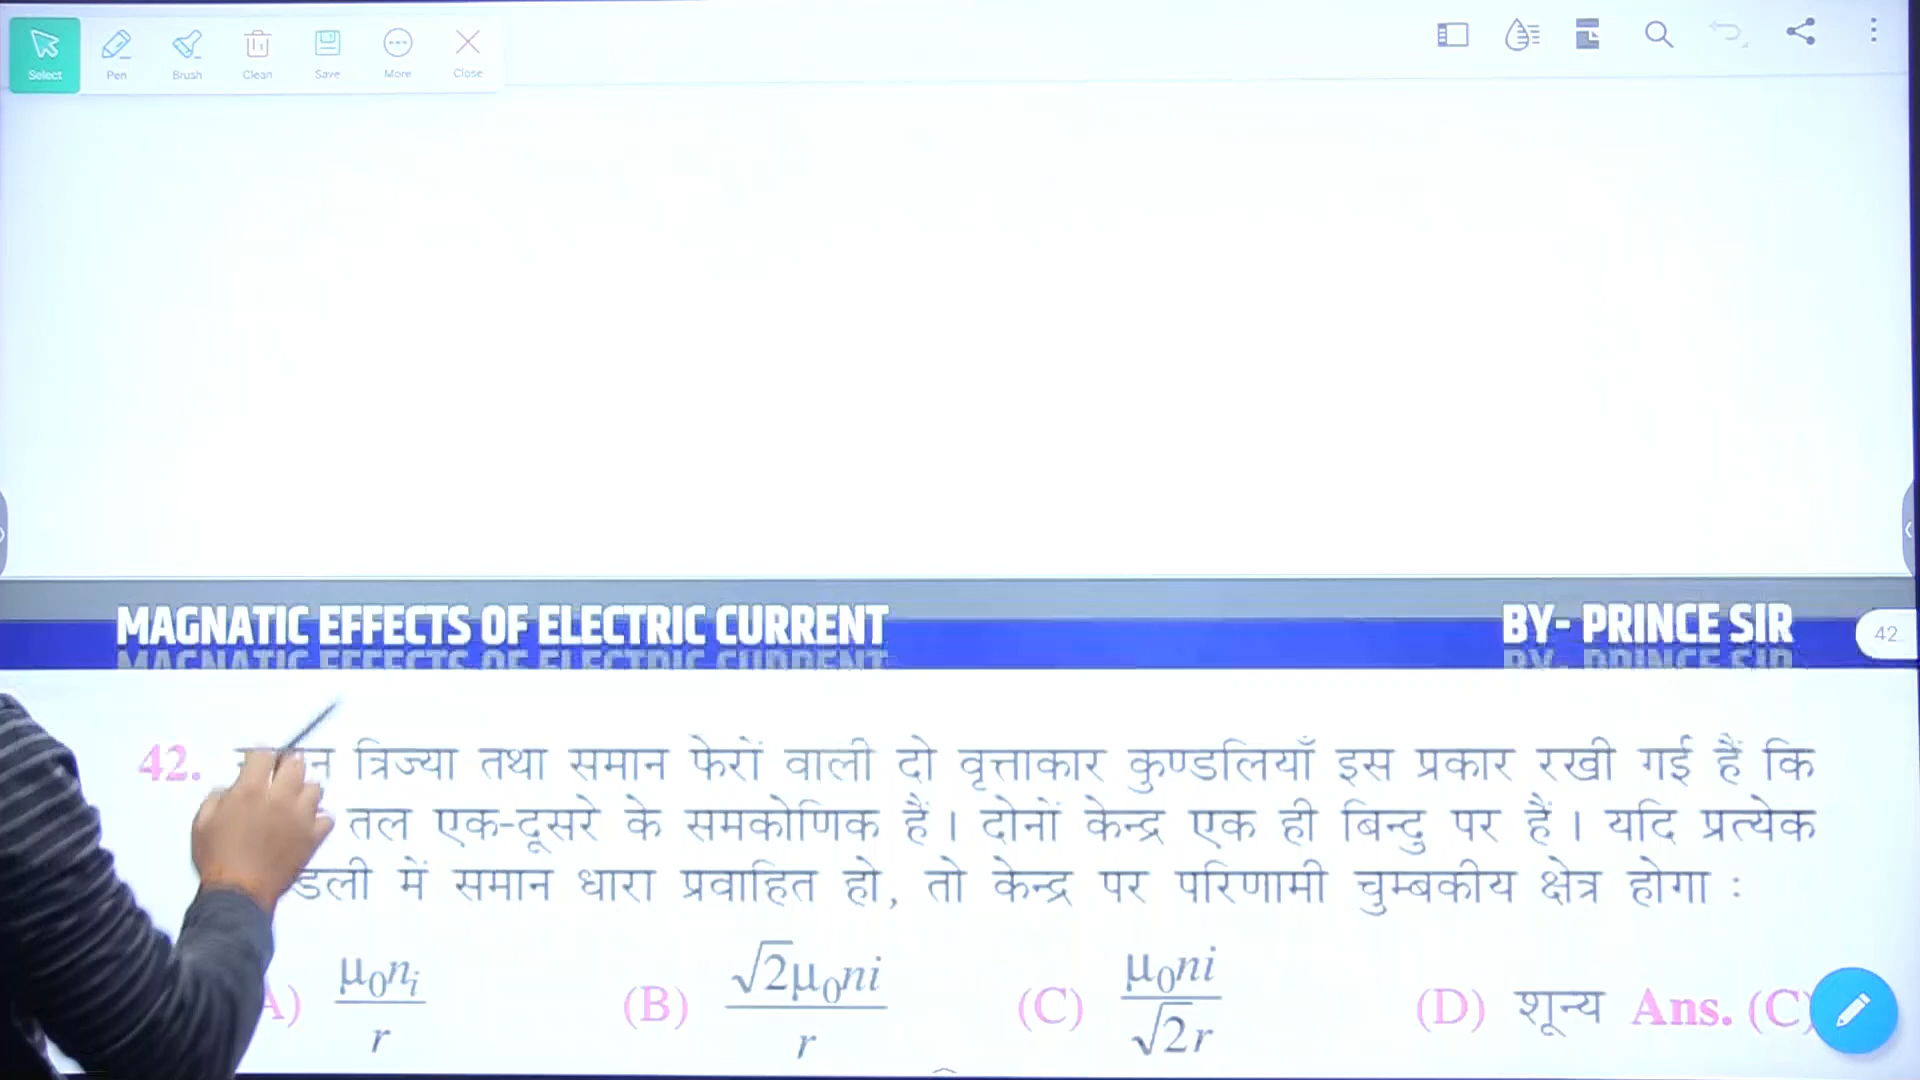 Select Pen Brush Clean Save More Close
MAGNATIC EFFECTS OF ELECTRIC CURRENT
BY- PRINCE SIR
42
42. त्रिज्या तथा समान फेरों वाली दो वृत्ताकार कुण्डलियाँ इस प्रकार रखी गई हैं कि
तल एक-दूसरे के समकोणिक हैं। दोनों केन्द्र एक ही बिन्दु पर हैं। यदि प्रत्येक
डली में समान धारा प्रवाहित हो, तो केन्द्र पर परिणामी चुम्बकीय क्षेत्र होगा :
A) μ₀nᵢ/r (B) √2μ₀ni/r (C) μ₀ni/√2r (D) शून्य Ans. (C)